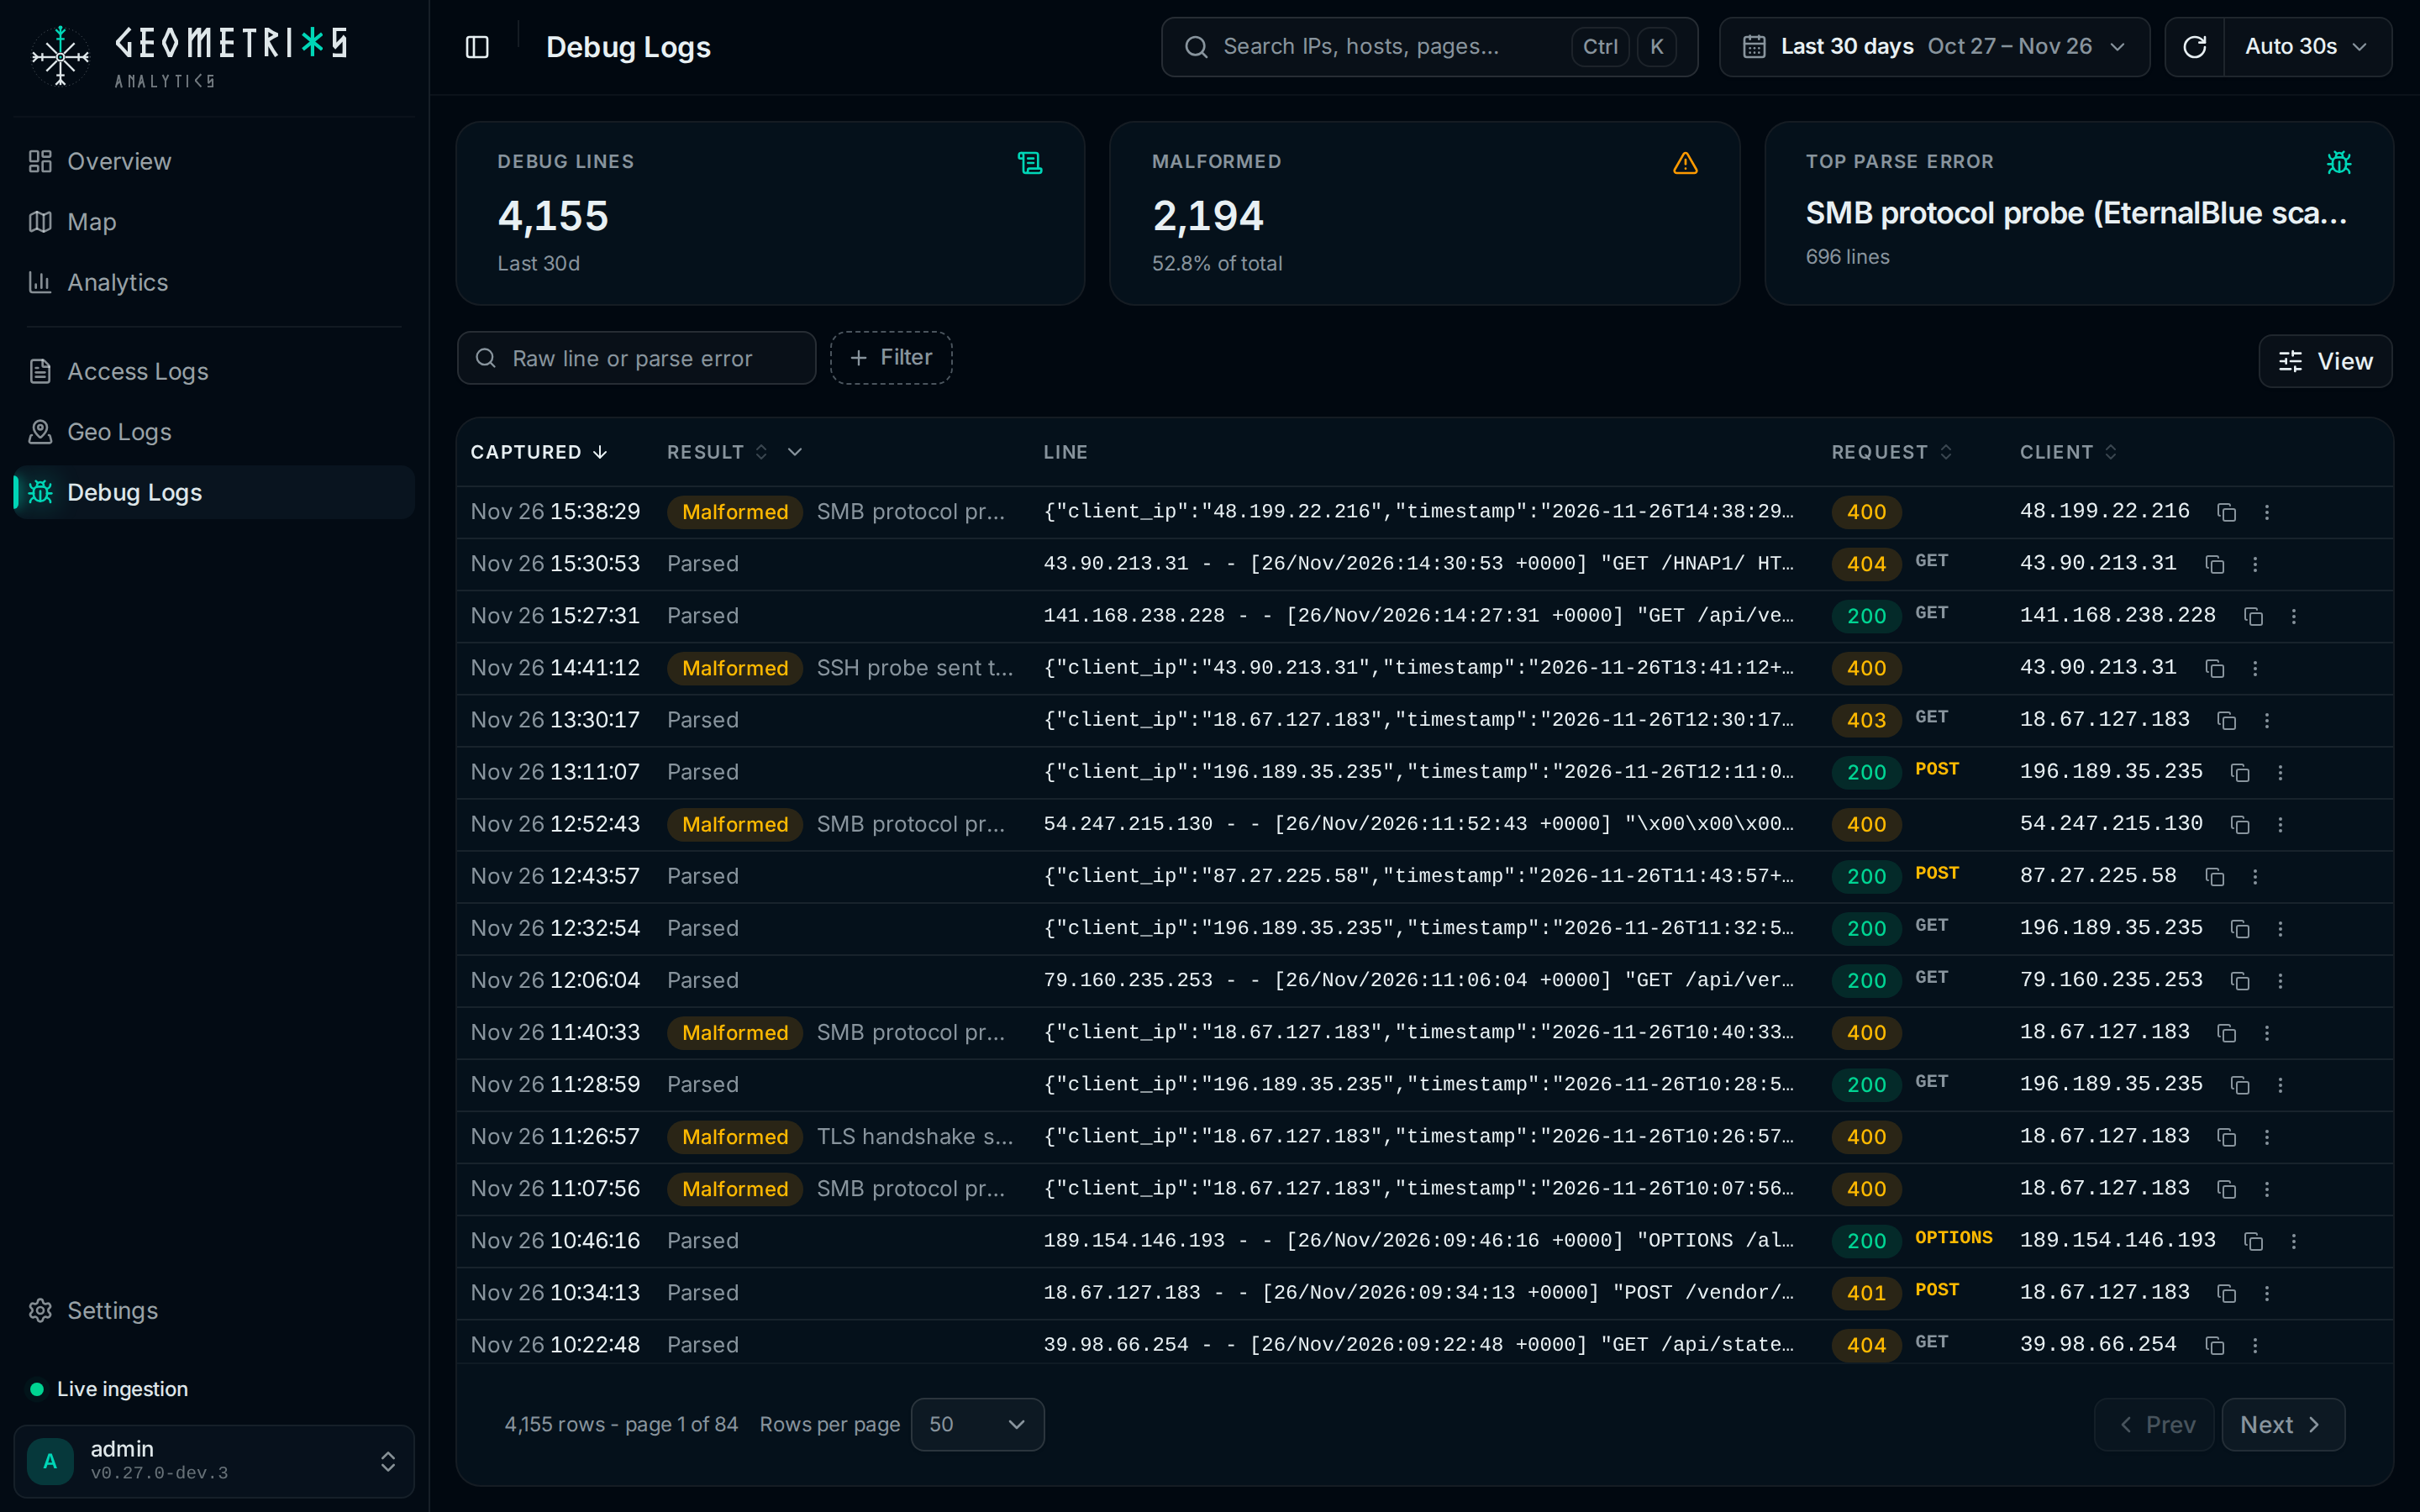 GEOMETRIKS
ANALYTICS
Overview
Map
Analytics
Access Logs
Geo Logs
Debug Logs
Settings
Live ingestion
A
admin
v0.27.0-dev.3
Debug Logs
Search IPs, hosts, pages...
Ctrl K
Last 30 days Oct 27 – Nov 26
Auto 30s
DEBUG LINES
4,155
Last 30d
MALFORMED
2,194
52.8% of total
TOP PARSE ERROR
SMB protocol probe (EternalBlue sca...
696 lines
Raw line or parse error
Filter
View
CAPTURED RESULT LINE REQUEST CLIENT
Nov 26 15:38:29 Malformed SMB protocol pr... {"client_ip":"48.199.22.216","timestamp":"2026-11-26T14:38:29… 400 48.199.22.216
Nov 26 15:30:53 Parsed 43.90.213.31 - - [26/Nov/2026:14:30:53 +0000] "GET /HNAP1/ HT… 404 GET 43.90.213.31
Nov 26 15:27:31 Parsed 141.168.238.228 - - [26/Nov/2026:14:27:31 +0000] "GET /api/ve… 200 GET 141.168.238.228
Nov 26 14:41:12 Malformed SSH probe sent t... {"client_ip":"43.90.213.31","timestamp":"2026-11-26T13:41:12+… 400 43.90.213.31
Nov 26 13:30:17 Parsed {"client_ip":"18.67.127.183","timestamp":"2026-11-26T12:30:17… 403 GET 18.67.127.183
Nov 26 13:11:07 Parsed {"client_ip":"196.189.35.235","timestamp":"2026-11-26T12:11:0… 200 POST 196.189.35.235
Nov 26 12:52:43 Malformed SMB protocol pr... 54.247.215.130 - - [26/Nov/2026:11:52:43 +0000] "\x00\x00\x00… 400 54.247.215.130
Nov 26 12:43:57 Parsed {"client_ip":"87.27.225.58","timestamp":"2026-11-26T11:43:57+… 200 POST 87.27.225.58
Nov 26 12:32:54 Parsed {"client_ip":"196.189.35.235","timestamp":"2026-11-26T11:32:5… 200 GET 196.189.35.235
Nov 26 12:06:04 Parsed 79.160.235.253 - - [26/Nov/2026:11:06:04 +0000] "GET /api/ver… 200 GET 79.160.235.253
Nov 26 11:40:33 Malformed SMB protocol pr... {"client_ip":"18.67.127.183","timestamp":"2026-11-26T10:40:33… 400 18.67.127.183
Nov 26 11:28:59 Parsed {"client_ip":"196.189.35.235","timestamp":"2026-11-26T10:28:5… 200 GET 196.189.35.235
Nov 26 11:26:57 Malformed TLS handshake s... {"client_ip":"18.67.127.183","timestamp":"2026-11-26T10:26:57… 400 18.67.127.183
Nov 26 11:07:56 Malformed SMB protocol pr... {"client_ip":"18.67.127.183","timestamp":"2026-11-26T10:07:56… 400 18.67.127.183
Nov 26 10:46:16 Parsed 189.154.146.193 - - [26/Nov/2026:09:46:16 +0000] "OPTIONS /al… 200 OPTIONS 189.154.146.193
Nov 26 10:34:13 Parsed 18.67.127.183 - - [26/Nov/2026:09:34:13 +0000] "POST /vendor/… 401 POST 18.67.127.183
Nov 26 10:22:48 Parsed 39.98.66.254 - - [26/Nov/2026:09:22:48 +0000] "GET /api/state… 404 GET 39.98.66.254
4,155 rows - page 1 of 84 Rows per page 50 Prev Next